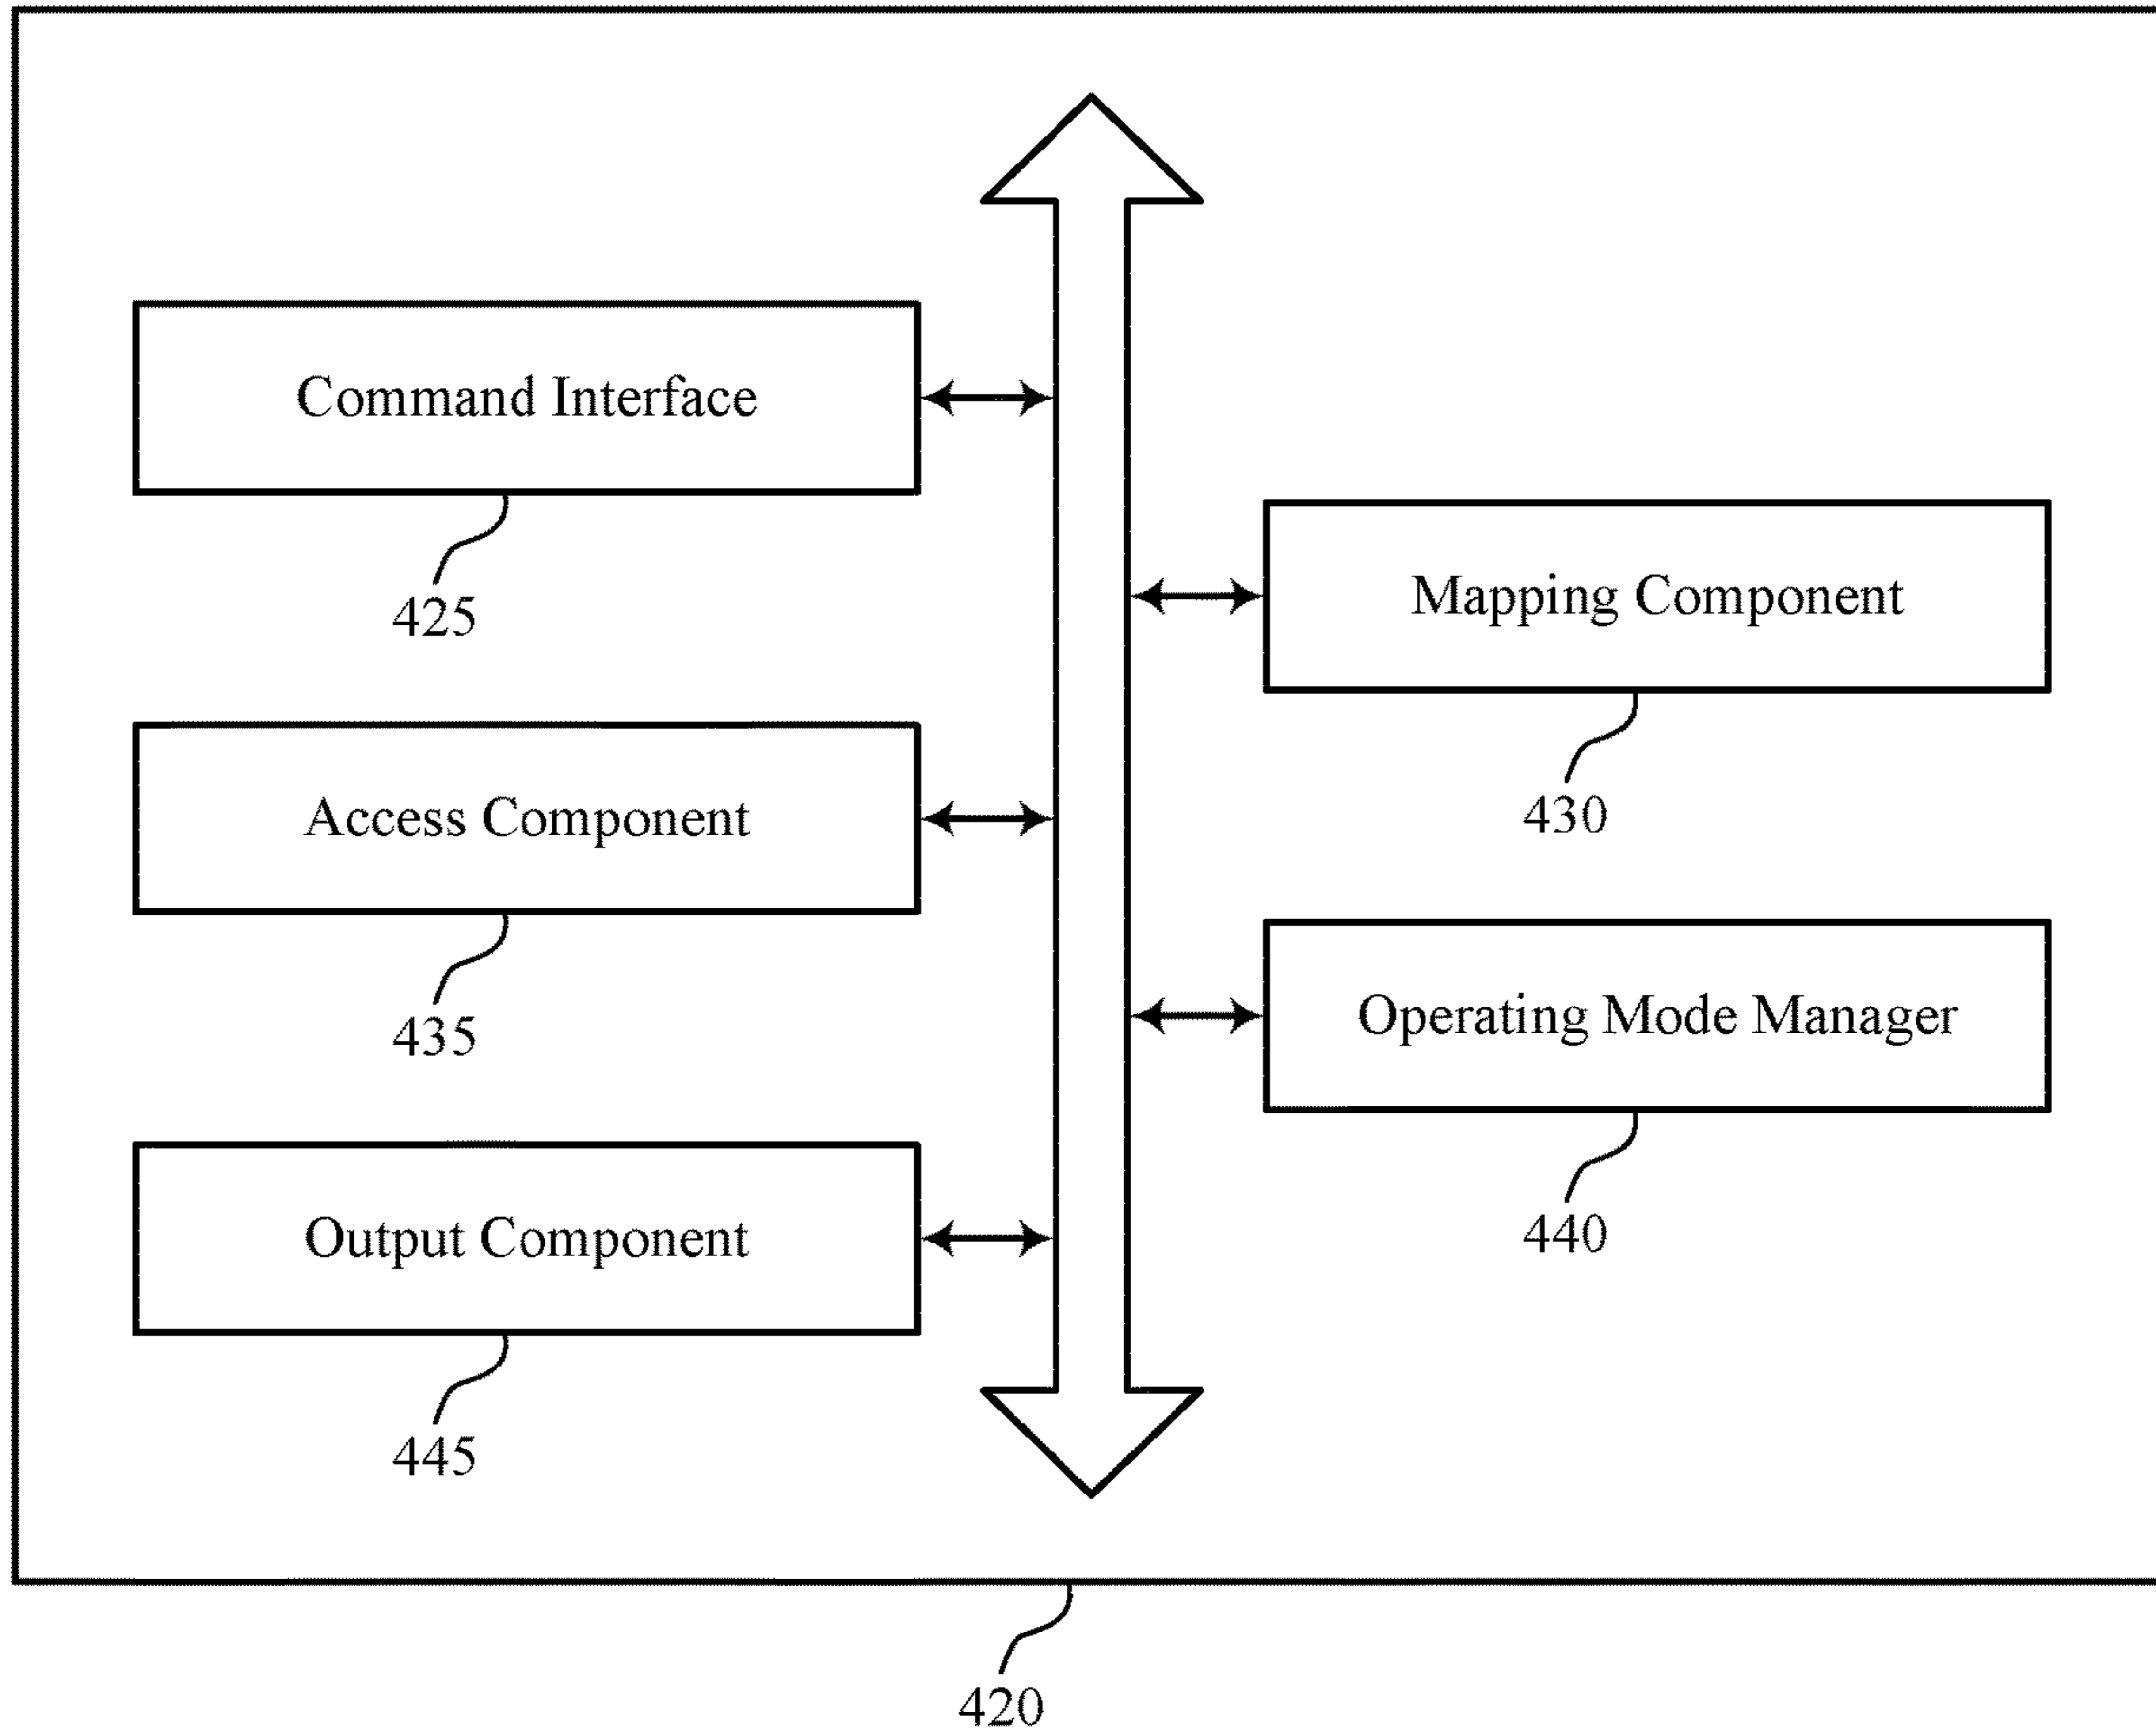 Command Interface
425
Mapping Component
430
Access Component
435
Operating Mode Manager
440
Output Component
445
420